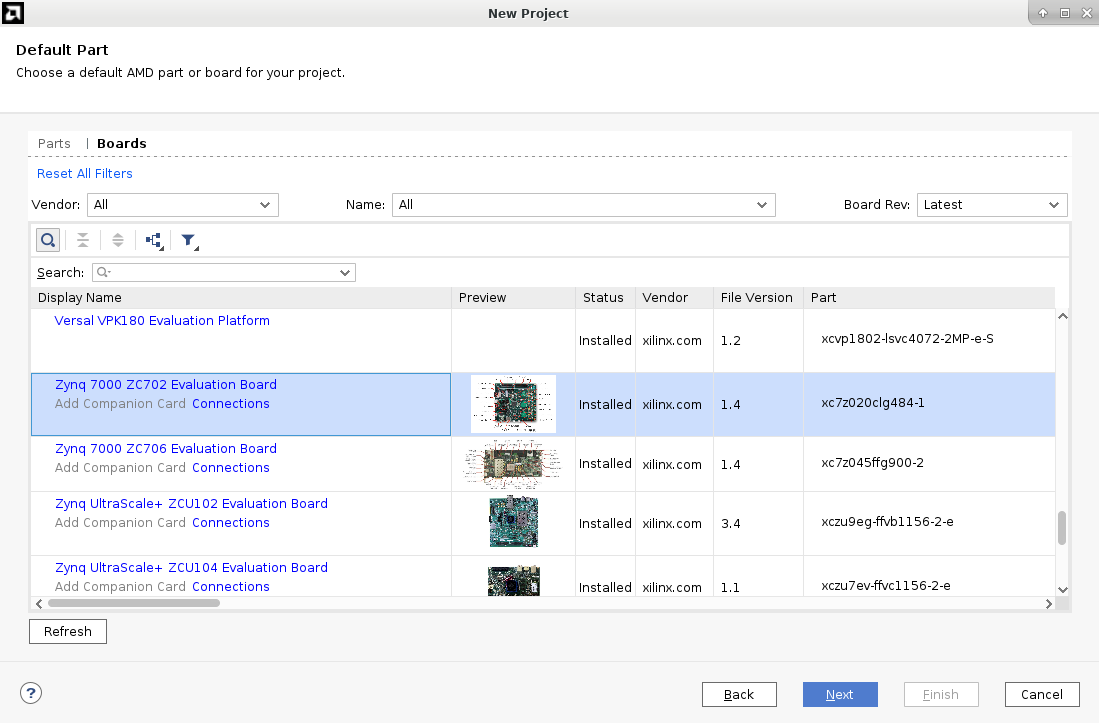 New Project
Default Part
Choose a default AMD part or board for your project.
Parts | Boards
Reset All Filters
Vendor: All Name: All Board Rev: Latest
Search:
Display Name Preview Status Vendor File Version Part
Versal VPK180 Evaluation Platform Installed xilinx.com 1.2 xcvp1802-lsvc4072-2MP-e-S
Zynq 7000 ZC702 Evaluation Board
Add Companion Card Connections Installed xilinx.com 1.4 xc7z020clg484-1
Zynq 7000 ZC706 Evaluation Board
Add Companion Card Connections Installed xilinx.com 1.4 xc7z045ffg900-2
Zynq UltraScale+ ZCU102 Evaluation Board
Add Companion Card Connections Installed xilinx.com 3.4 xczu9eg-ffvb1156-2-e
Zynq UltraScale+ ZCU104 Evaluation Board
Add Companion Card Connections Installed xilinx.com 1.1 xczu7ev-ffvc1156-2-e
Refresh
? Back Next Finish Cancel